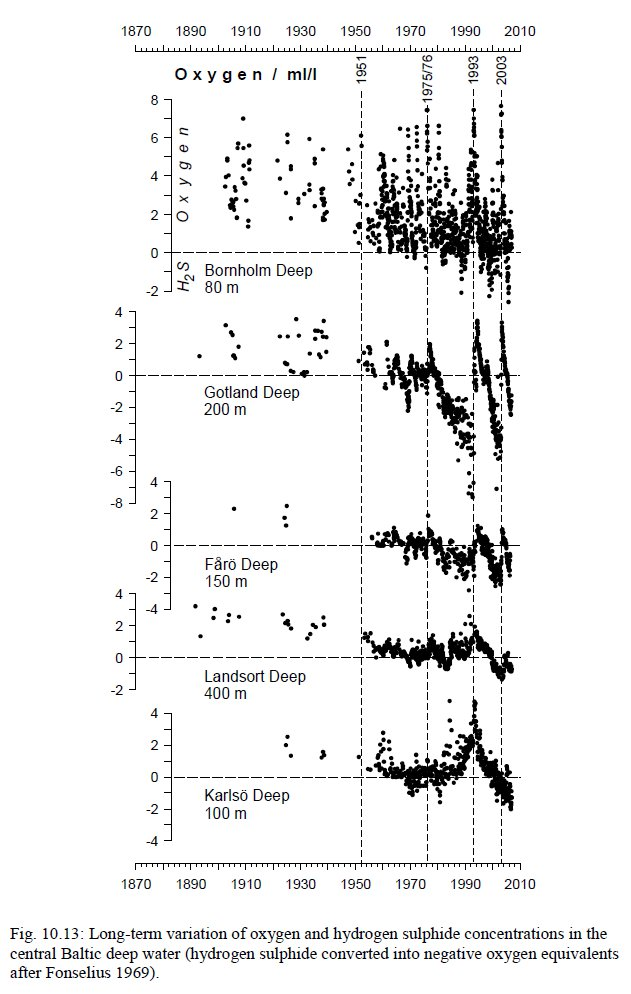 1870 1890 1910 1930 1950 1970 1990 2010
Oxygen / ml/l
1951
1975/76
1993
2003
8
6
4
2
0
-2
Oxygen
H2S
Bornholm Deep
80 m
4
2
0
-2
-4
-6
-8
Gotland Deep
200 m
4
2
0
-2
-4
Fårö Deep
150 m
4
2
0
-2
Landsort Deep
400 m
4
2
0
-2
-4
Karlsö Deep
100 m
1870 1890 1910 1930 1950 1970 1990 2010
Fig. 10.13: Long-term variation of oxygen and hydrogen sulphide concentrations in the
central Baltic deep water (hydrogen sulphide converted into negative oxygen equivalents
after Fonselius 1969).